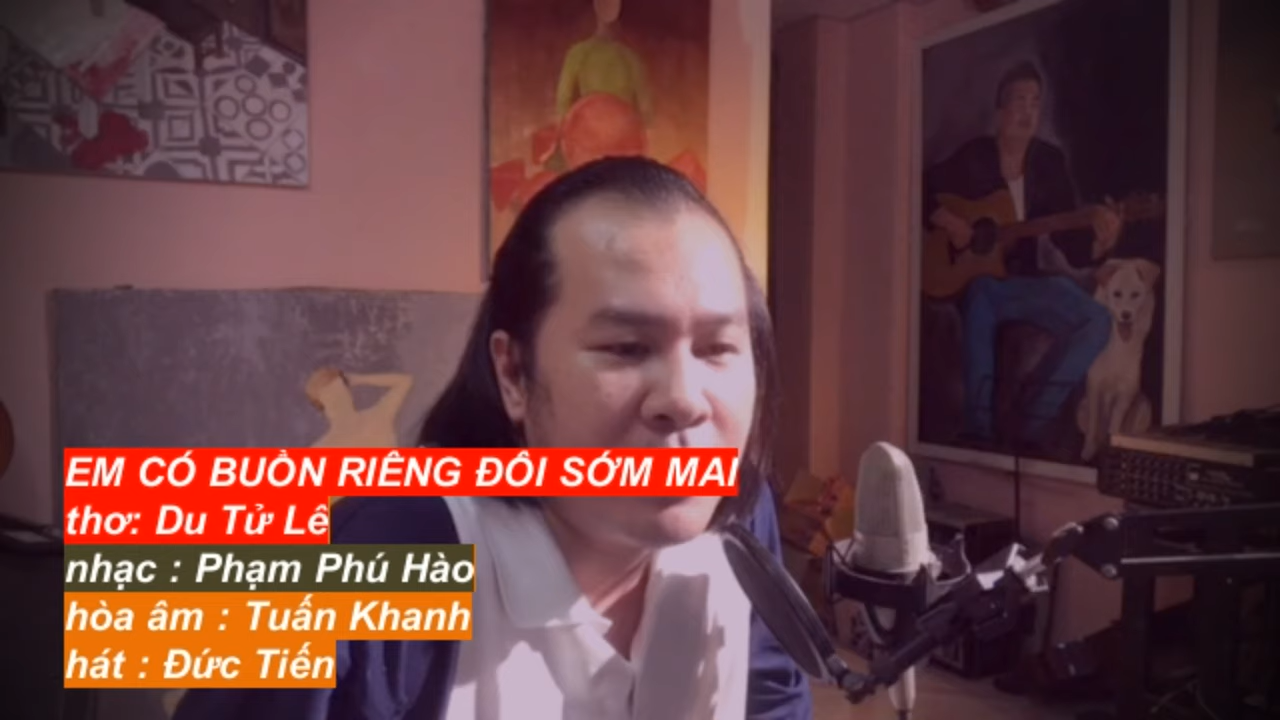 EM CÓ BUỒN RIÊNG ĐÔI SỚM MAI
thơ: Du Tử Lê
nhạc : Phạm Phú Hào
hòa âm : Tuấn Khanh
hát : Đức Tiến